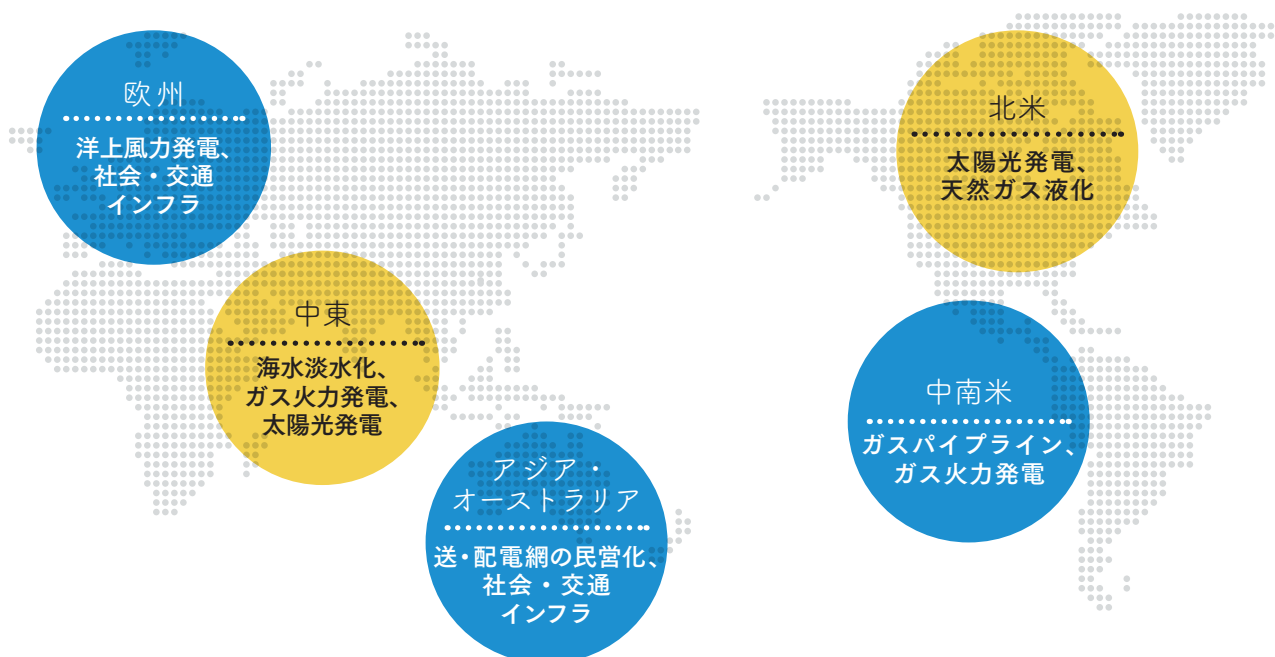 欧州
洋上風力発電、
社会・交通
インフラ
北米
太陽光発電、
天然ガス液化
中東
海水淡水化、
ガス火力発電、
太陽光発電
中南米
ガスパイプライン、
ガス火力発電
アジア・
オーストラリア
送・配電網の民営化、
社会・交通
インフラ